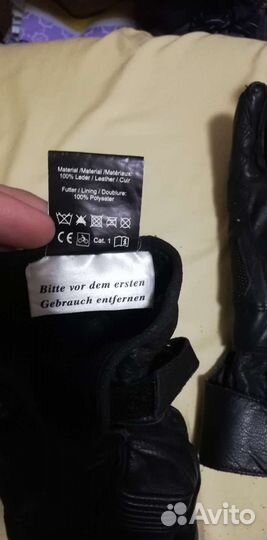 Material /Material /Matériaux:
100% Leder / Leather / Cuir
Futter / Lining / Doublure:
100% Polyester
CE Cat. 1
Bitte vor dem ersten
Gebrauch entfernen
Avito